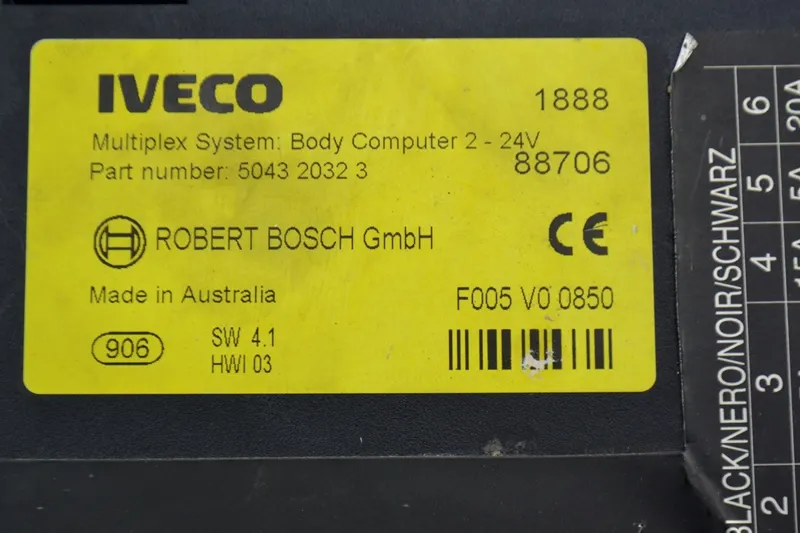 IVECO
1888
Multiplex System: Body Computer 2 - 24V
Part number: 5043 2032 3
88706
ROBERT BOSCH GmbH
CE
Made in Australia
F005 V0 0850
906
SW 4.1
HWI 03
BLACK/NERO/NOIR/SCHWARZ
2 3 4 5 6
15A 5A 20A